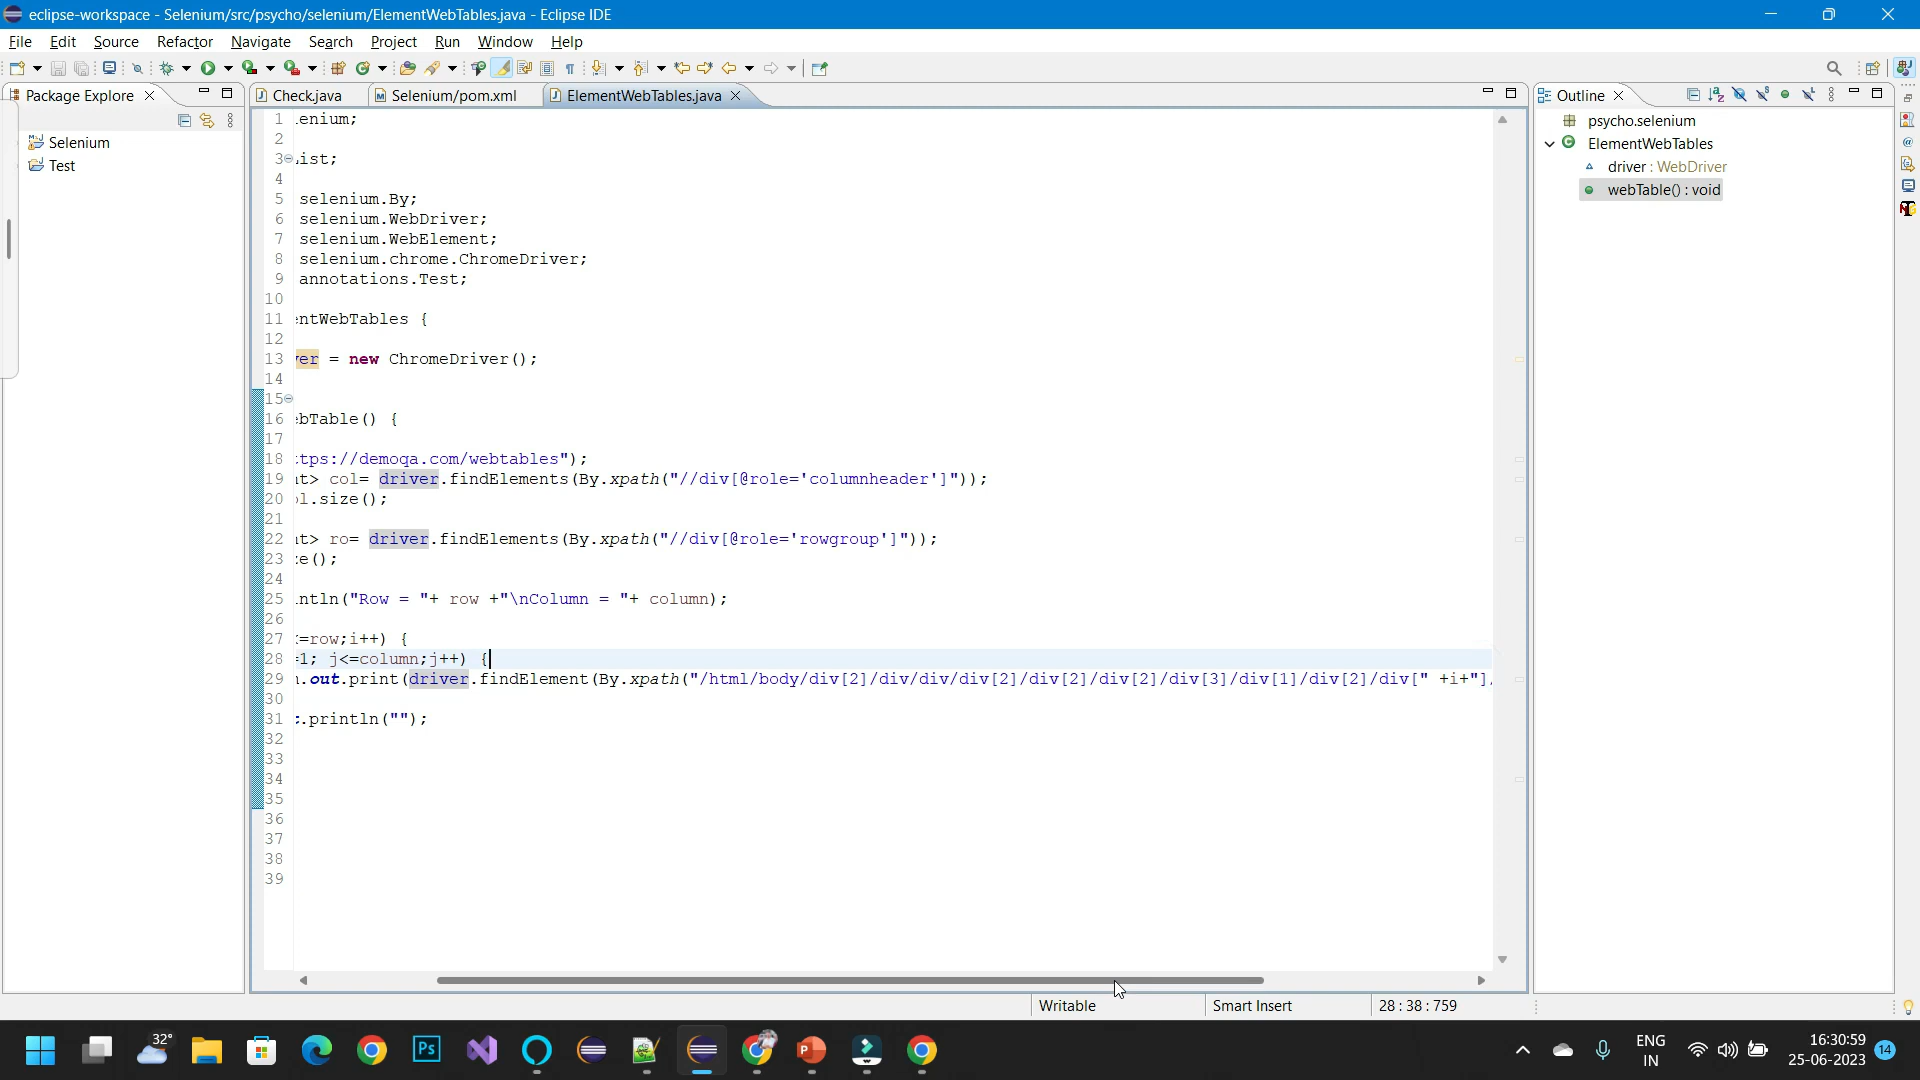 eclipse-workspace - Selenium/src/psycho/selenium/ElementWebTables.java - Eclipse IDE
File Edit Source Refactor Navigate Search Project Run Window Help
Package Explore
Check.java Selenium/pom.xml ElementWebTables.java
Outline
Selenium
Test
psycho.selenium
ElementWebTables
driver : WebDriver
webTable() : void
1 lenium;
2
3 ist;
4
5 selenium.By;
6 selenium.WebDriver;
7 selenium.WebElement;
8 selenium.chrome.ChromeDriver;
9 annotations.Test;
10
11 entWebTables {
12
13 er = new ChromeDriver();
14
15
16 ebTable() {
17
18 tps://demoqa.com/webtables");
19 t> col= driver.findElements(By.xpath("//div[@role='columnheader']"));
20 l.size();
21
22 t> ro= driver.findElements(By.xpath("//div[@role='rowgroup']"));
23 e();
24
25 ntln("Row = "+ row +"\nColumn = "+ column);
26
27 =row;i++) {
28 =1; j<=column;j++) {
29 .out.print(driver.findElement(By.xpath("/html/body/div[2]/div/div/div[2]/div[2]/div[2]/div[3]/div[1]/div[2]/div[" +i+"]
30
31 .println("");
32
33
34
35
36
37
38
39
Writable Smart Insert 28 : 38 : 759
32°
Ps
ENG
IN
16:30:59
25-06-2023
14